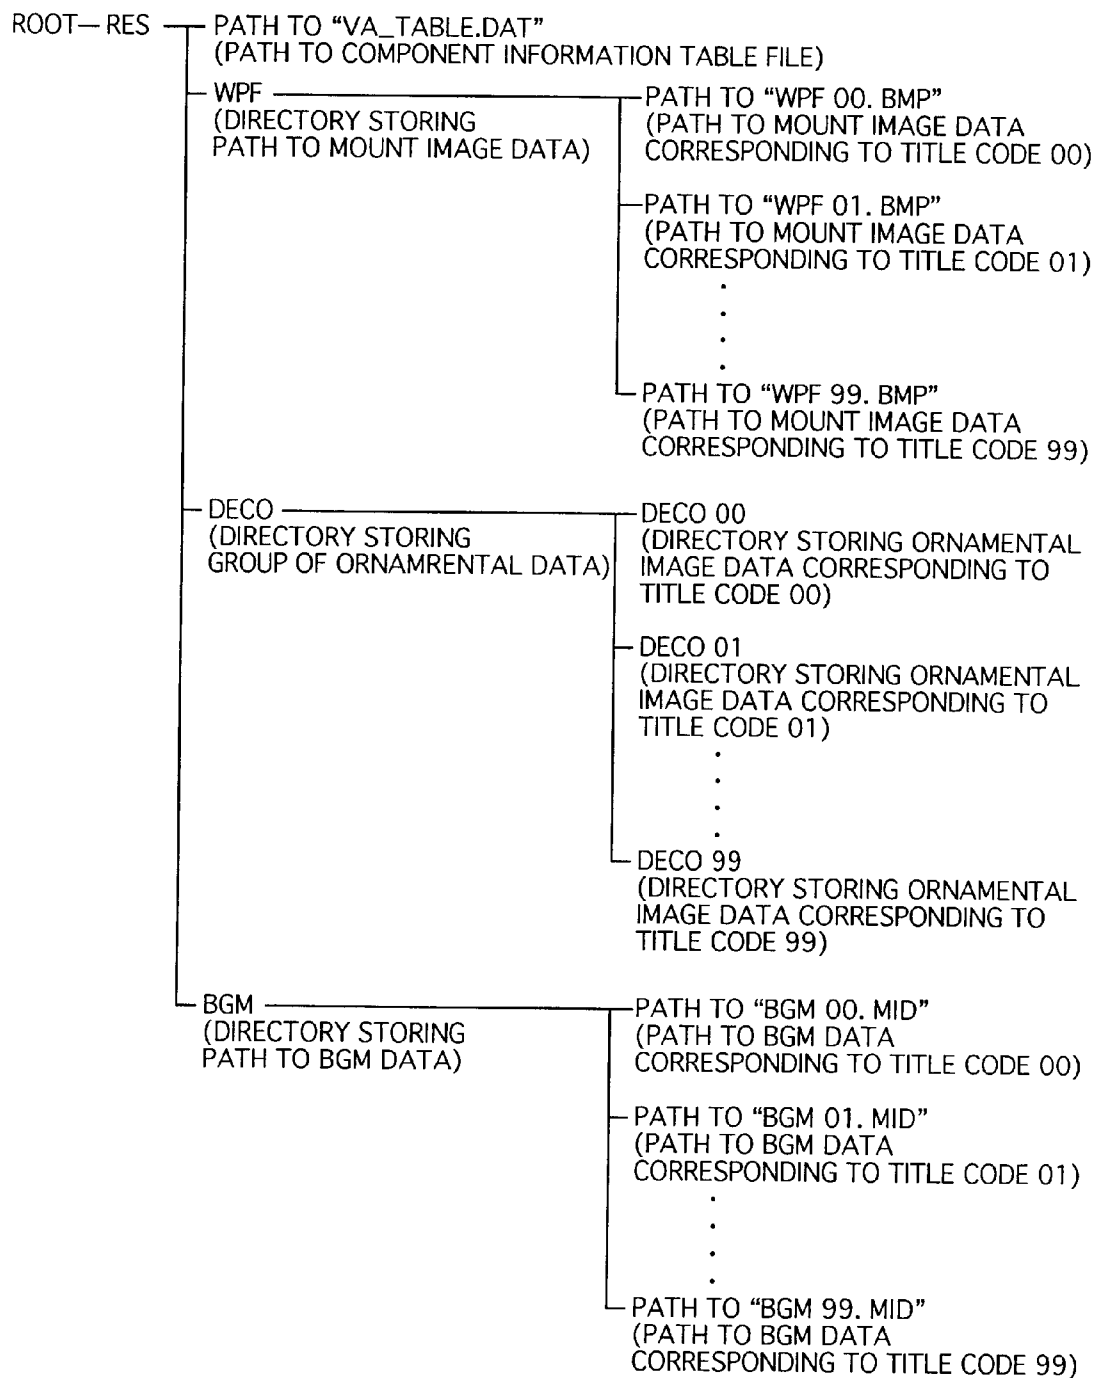 ROOT— RES — PATH TO “VA_TABLE.DAT”
(PATH TO COMPONENT INFORMATION TABLE FILE)
WPF
(DIRECTORY STORING
PATH TO MOUNT IMAGE DATA)
PATH TO “WPF 00. BMP”
(PATH TO MOUNT IMAGE DATA
CORRESPONDING TO TITLE CODE 00)
PATH TO “WPF 01. BMP”
(PATH TO MOUNT IMAGE DATA
CORRESPONDING TO TITLE CODE 01)
PATH TO “WPF 99. BMP”
(PATH TO MOUNT IMAGE DATA
CORRESPONDING TO TITLE CODE 99)
DECO
(DIRECTORY STORING
GROUP OF ORNAMRENTAL DATA)
DECO 00
(DIRECTORY STORING ORNAMENTAL
IMAGE DATA CORRESPONDING TO
TITLE CODE 00)
DECO 01
(DIRECTORY STORING ORNAMENTAL
IMAGE DATA CORRESPONDING TO
TITLE CODE 01)
DECO 99
(DIRECTORY STORING ORNAMENTAL
IMAGE DATA CORRESPONDING TO
TITLE CODE 99)
BGM
(DIRECTORY STORING
PATH TO BGM DATA)
PATH TO “BGM 00. MID”
(PATH TO BGM DATA
CORRESPONDING TO TITLE CODE 00)
PATH TO “BGM 01. MID”
(PATH TO BGM DATA
CORRESPONDING TO TITLE CODE 01)
PATH TO “BGM 99. MID”
(PATH TO BGM DATA
CORRESPONDING TO TITLE CODE 99)